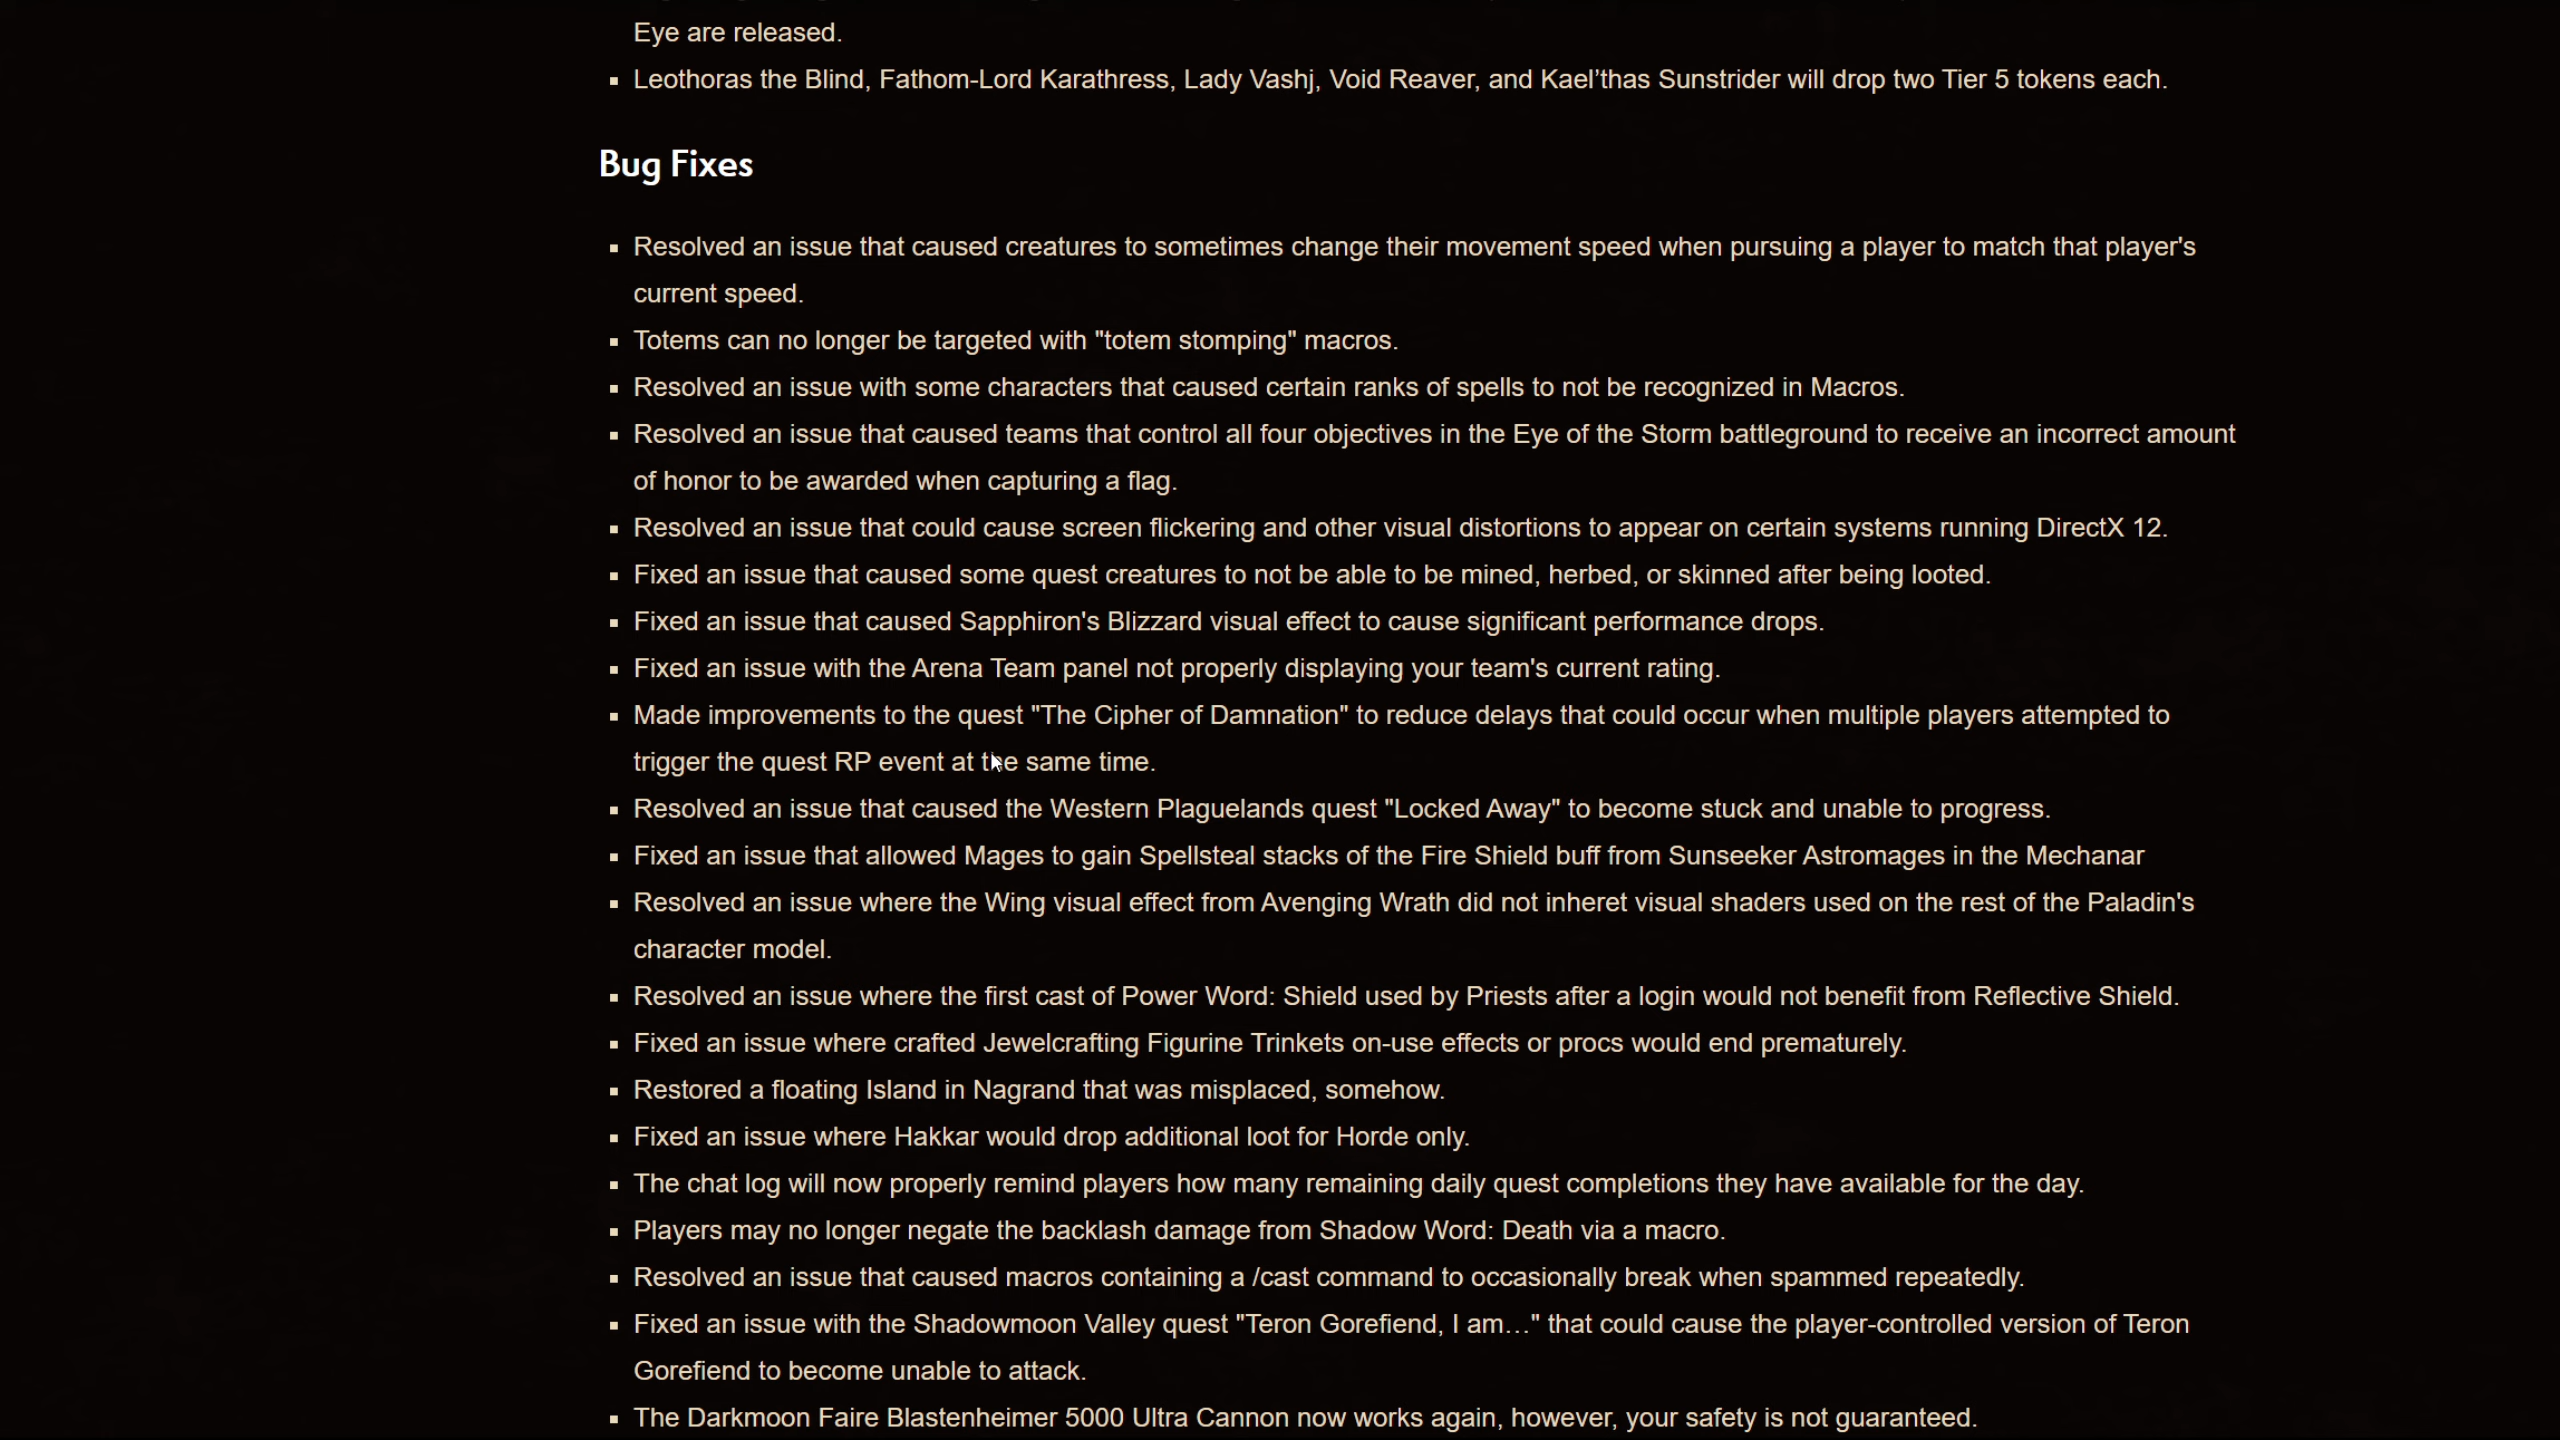 Eye are released.
▪ Leothoras the Blind, Fathom-Lord Karathress, Lady Vashj, Void Reaver, and Kael’thas Sunstrider will drop two Tier 5 tokens each.
Bug Fixes
▪ Resolved an issue that caused creatures to sometimes change their movement speed when pursuing a player to match that player's
current speed.
▪ Totems can no longer be targeted with "totem stomping" macros.
▪ Resolved an issue with some characters that caused certain ranks of spells to not be recognized in Macros.
▪ Resolved an issue that caused teams that control all four objectives in the Eye of the Storm battleground to receive an incorrect amount
of honor to be awarded when capturing a flag.
▪ Resolved an issue that could cause screen flickering and other visual distortions to appear on certain systems running DirectX 12.
▪ Fixed an issue that caused some quest creatures to not be able to be mined, herbed, or skinned after being looted.
▪ Fixed an issue that caused Sapphiron's Blizzard visual effect to cause significant performance drops.
▪ Fixed an issue with the Arena Team panel not properly displaying your team's current rating.
▪ Made improvements to the quest "The Cipher of Damnation" to reduce delays that could occur when multiple players attempted to
trigger the quest RP event at the same time.
▪ Resolved an issue that caused the Western Plaguelands quest "Locked Away" to become stuck and unable to progress.
▪ Fixed an issue that allowed Mages to gain Spellsteal stacks of the Fire Shield buff from Sunseeker Astromages in the Mechanar
▪ Resolved an issue where the Wing visual effect from Avenging Wrath did not inheret visual shaders used on the rest of the Paladin's
character model.
▪ Resolved an issue where the first cast of Power Word: Shield used by Priests after a login would not benefit from Reflective Shield.
▪ Fixed an issue where crafted Jewelcrafting Figurine Trinkets on-use effects or procs would end prematurely.
▪ Restored a floating Island in Nagrand that was misplaced, somehow.
▪ Fixed an issue where Hakkar would drop additional loot for Horde only.
▪ The chat log will now properly remind players how many remaining daily quest completions they have available for the day.
▪ Players may no longer negate the backlash damage from Shadow Word: Death via a macro.
▪ Resolved an issue that caused macros containing a /cast command to occasionally break when spammed repeatedly.
▪ Fixed an issue with the Shadowmoon Valley quest "Teron Gorefiend, I am…" that could cause the player-controlled version of Teron
Gorefiend to become unable to attack.
▪ The Darkmoon Faire Blastenheimer 5000 Ultra Cannon now works again, however, your safety is not guaranteed.